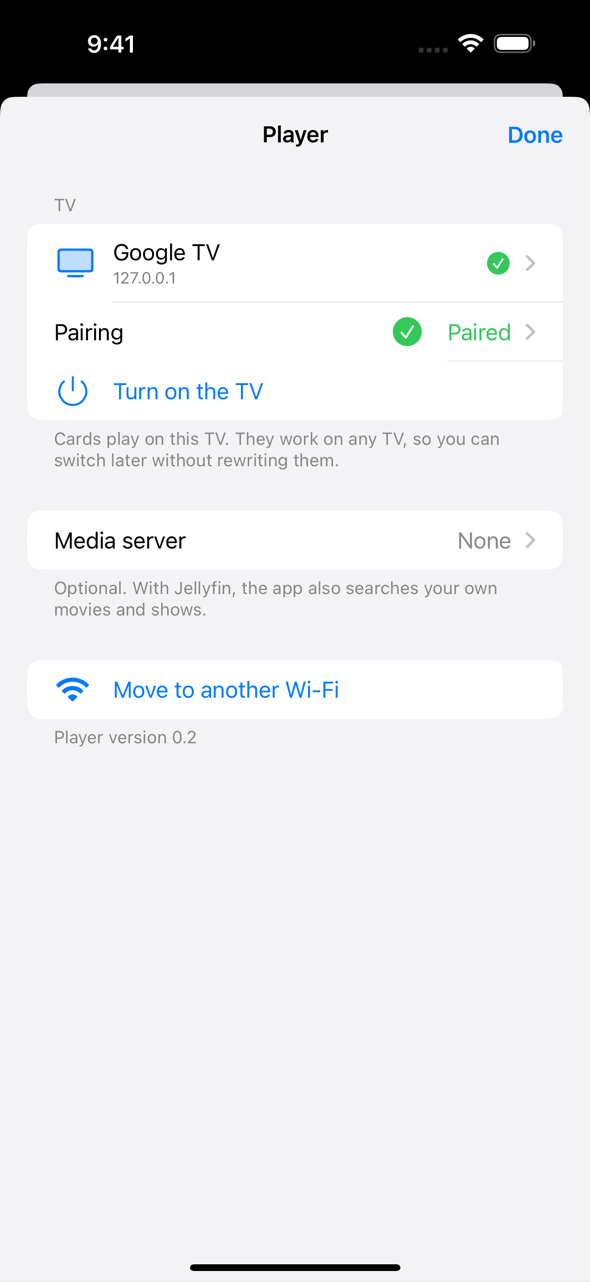 9:41
Player
Done
TV
Google TV
127.0.0.1
Pairing
Paired
Turn on the TV
Cards play on this TV. They work on any TV, so you can
switch later without rewriting them.
Media server
None
Optional. With Jellyfin, the app also searches your own
movies and shows.
Move to another Wi-Fi
Player version 0.2